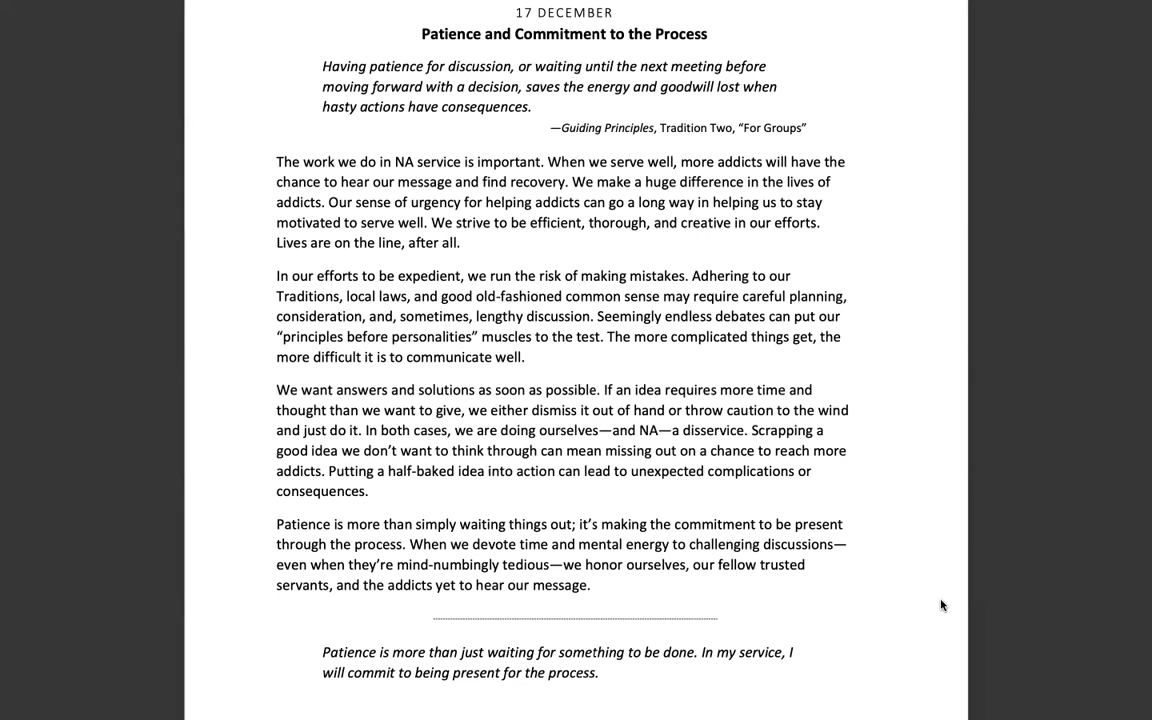 17 DECEMBER
Patience and Commitment to the Process
Having patience for discussion, or waiting until the next meeting before
moving forward with a decision, saves the energy and goodwill lost when
hasty actions have consequences.
—Guiding Principles, Tradition Two, “For Groups”
The work we do in NA service is important. When we serve well, more addicts will have the
chance to hear our message and find recovery. We make a huge difference in the lives of
addicts. Our sense of urgency for helping addicts can go a long way in helping us to stay
motivated to serve well. We strive to be efficient, thorough, and creative in our efforts.
Lives are on the line, after all.
In our efforts to be expedient, we run the risk of making mistakes. Adhering to our
Traditions, local laws, and good old-fashioned common sense may require careful planning,
consideration, and, sometimes, lengthy discussion. Seemingly endless debates can put our
“principles before personalities” muscles to the test. The more complicated things get, the
more difficult it is to communicate well.
We want answers and solutions as soon as possible. If an idea requires more time and
thought than we want to give, we either dismiss it out of hand or throw caution to the wind
and just do it. In both cases, we are doing ourselves—and NA—a disservice. Scrapping a
good idea we don’t want to think through can mean missing out on a chance to reach more
addicts. Putting a half-baked idea into action can lead to unexpected complications or
consequences.
Patience is more than simply waiting things out; it’s making the commitment to be present
through the process. When we devote time and mental energy to challenging discussions—
even when they’re mind-numbingly tedious—we honor ourselves, our fellow trusted
servants, and the addicts yet to hear our message.
Patience is more than just waiting for something to be done. In my service, I
will commit to being present for the process.